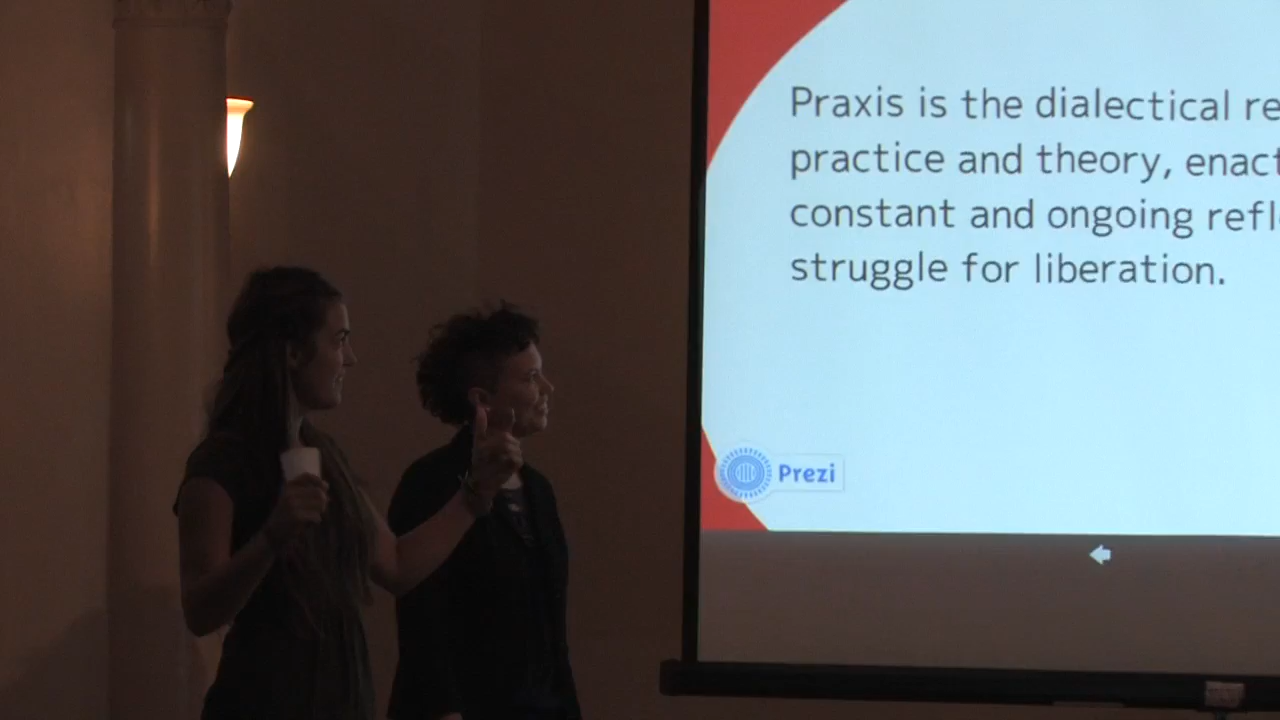 Praxis is the dialectical re
practice and theory, enact
constant and ongoing refl
struggle for liberation.
Prezi